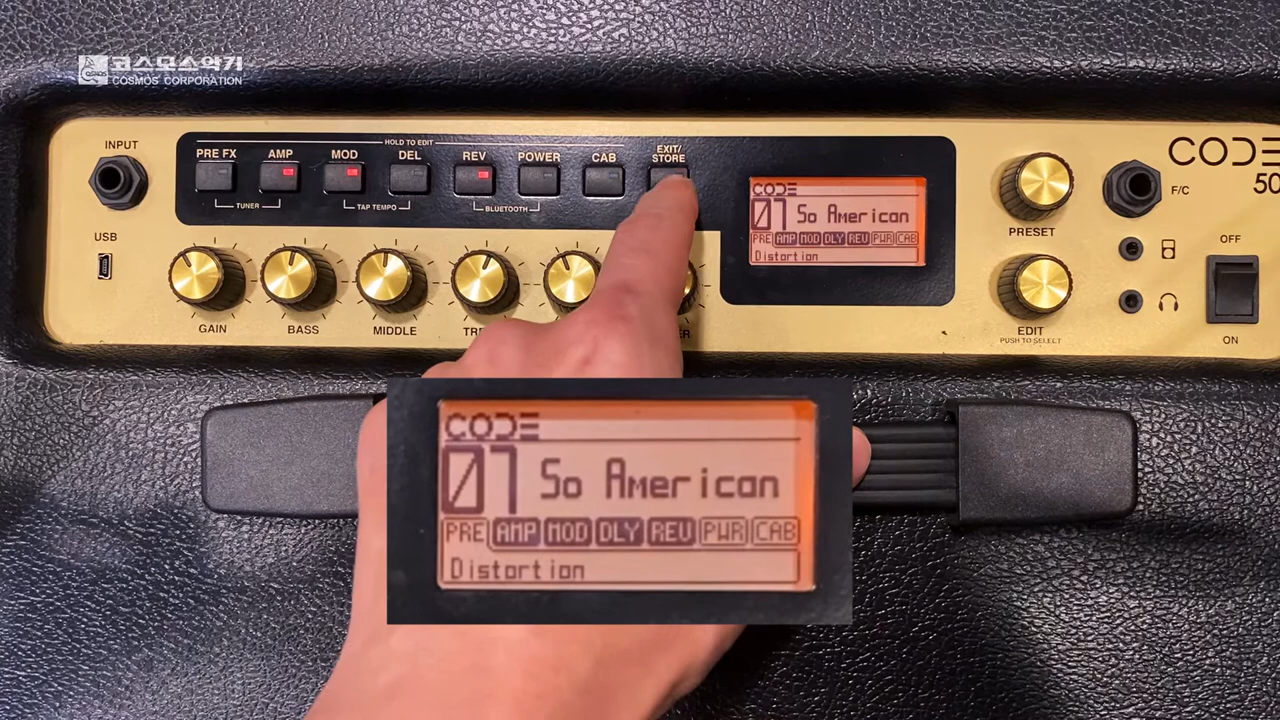 코스모스악기
COSMOS CORPORATION
INPUT
HOLD TO EDIT
PRE FX
AMP
MOD
DEL
REV
POWER
CAB
EXIT/
STORE
TUNER
TAP TEMPO
BLUETOOTH
USB
GAIN
BASS
MIDDLE
CODE
07 So American
PRE AMP MOD DLY REV PWR CAB
Distortion
PRESET
EDIT
PUSH TO SELECT
F/C
CODE
50
OFF
ON
CODE
07 So American
PRE AMP MOD DLY REV PWR CAB
Distortion